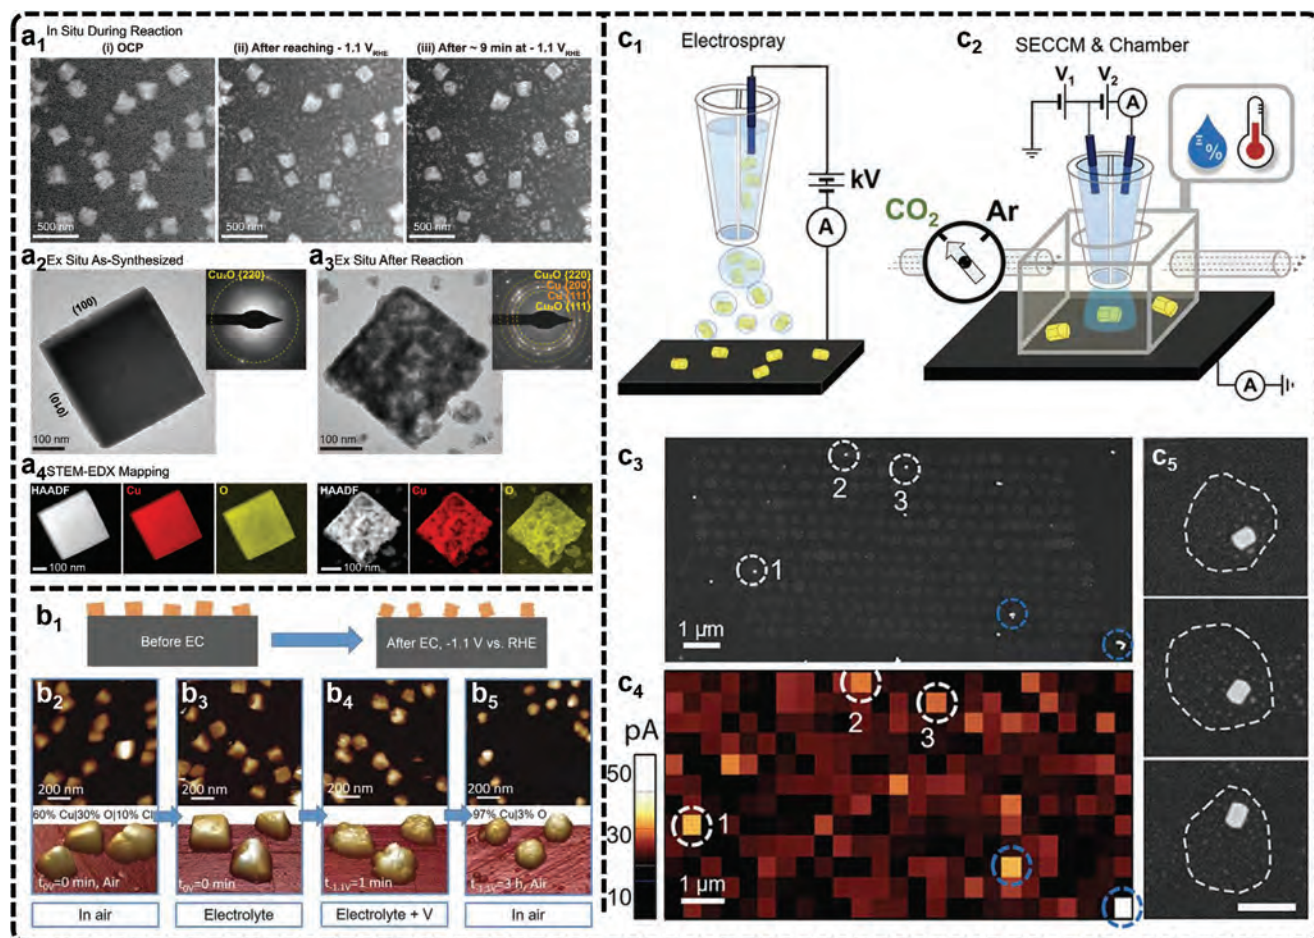 a1 In Situ During Reaction
(i) OCP
(ii) After reaching - 1.1 VRHE
(iii) After ~ 9 min at - 1.1 VRHE
500 nm
500 nm
500 nm
a2 Ex Situ As-Synthesized
Cu₂O {220}
(100)
(010)
100 nm
a3 Ex Situ After Reaction
Cu₂O {220}
Cu {200}
Cu {111}
Cu₂O {111}
100 nm
a4 STEM-EDX Mapping
HAADF
Cu
O
100 nm
HAADF
Cu
O
100 nm
b1
Before EC
After EC, -1.1 V vs. RHE
b2
b3
b4
b5
200 nm
200 nm
200 nm
200 nm
60% Cu|30% O|10% Cl
97% Cu|3% O
t0V=0 min, Air
t0V=0 min
t-1.1V=1 min
t-1.1V=3 h, Air
In air
Electrolyte
Electrolyte + V
In air
c1
Electrospray
kV
A
c2
SECCM & Chamber
V1
V2
A
%
CO2
Ar
A
c3
2
3
1
1 µm
c4
pA
50
30
10
2
3
1
1 µm
c5